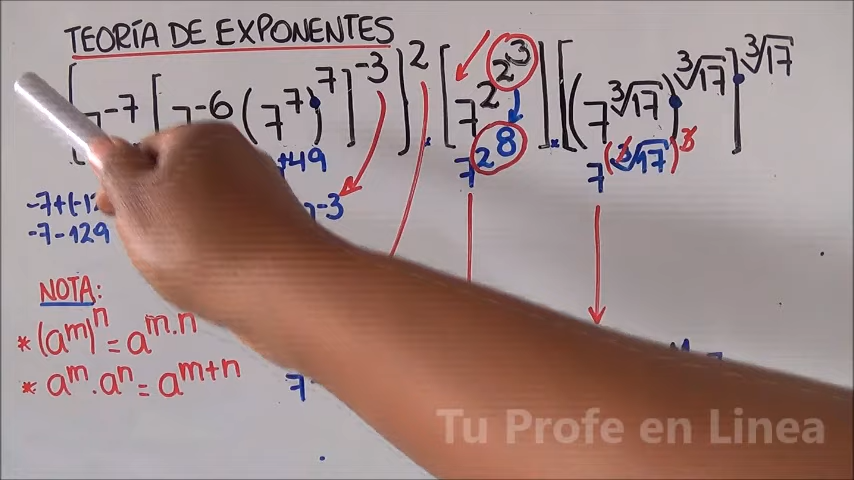 TEORÍA DE EXPONENTES
[7^-7 [7^-6 (7^7)^7]^-3]^2 · [7^2^2^3] · [(7^∛17)^∛17]^∛17
+49 7^2^8 7^(∛17)^3
-7+(-12
-7-129 -3
NOTA:
* (a^m)^n = a^m.n
* a^m . a^n = a^m+n
7
Tu Profe en Linea